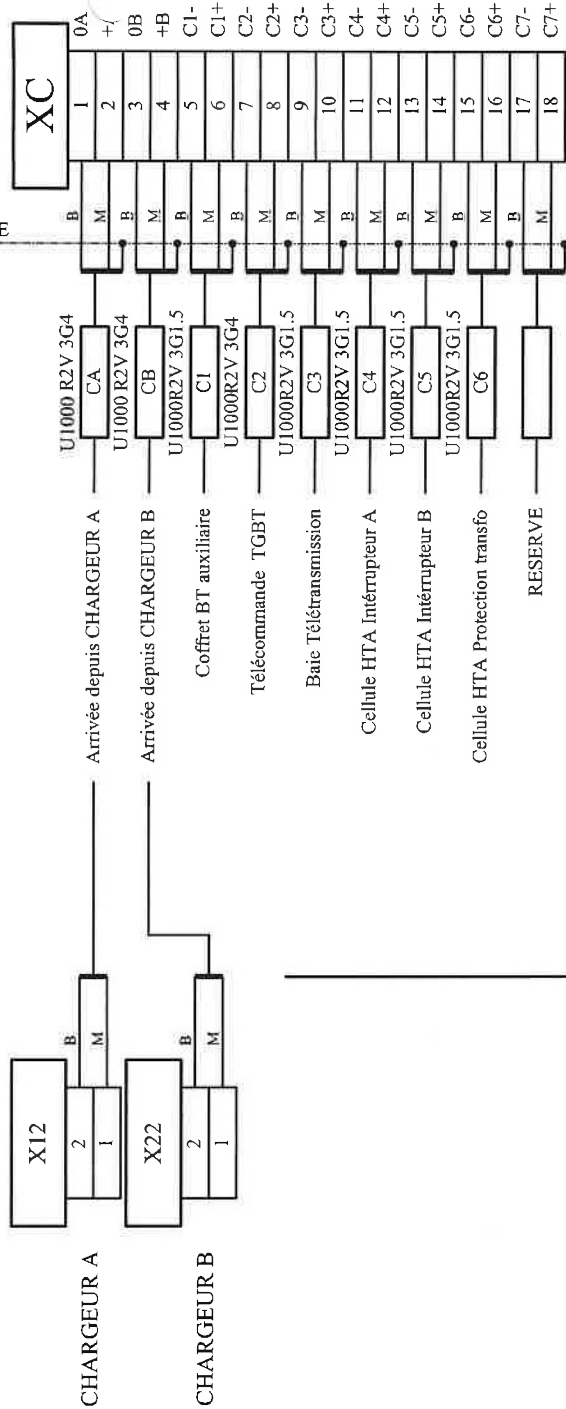 CHARGEUR A
X12
2
1
B
M
CHARGEUR B
X22
2
1
B
M
Arrivée depuis CHARGEUR A
Arrivée depuis CHARGEUR B
Coffret BT auxiliaire
Télécommande TGBT
Baie Télétransmission
Cellule HTA Intérrupteur A
Cellule HTA Intérrupteur B
Cellule HTA Protection transfo
RESERVE
U1000 R2V 3G4
CA
U1000 R2V 3G4
CB
U1000R2V 3G1.5
C1
U1000R2V 3G4
C2
U1000R2V 3G1.5
C3
U1000R2V 3G1.5
C4
U1000R2V 3G1.5
C5
U1000R2V 3G1.5
C6
E
XC
B 1 0A
M 2
B 3 0B
M 4 +B
B 5 C1-
M 6 C1+
B 7 C2-
M 8 C2+
B 9 C3-
M 10 C3+
B 11 C4-
M 12 C4+
B 13 C5-
M 14 C5+
B 15 C6-
M 16 C6+
B 17 C7-
M 18 C7+